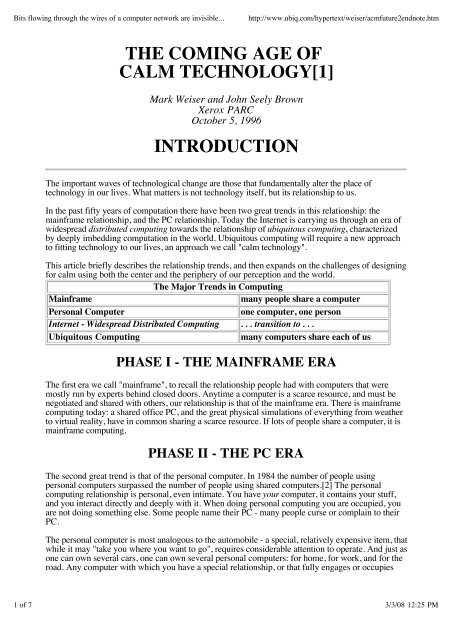 Bits flowing through the wires of a computer network are invisible... http://www.ubiq.com/hypertext/weiser/acmfuture2endnote.htm
THE COMING AGE OF
CALM TECHNOLOGY[1]
Mark Weiser and John Seely Brown
Xerox PARC
October 5, 1996
INTRODUCTION
The important waves of technological change are those that fundamentally alter the place of
technology in our lives. What matters is not technology itself, but its relationship to us.
In the past fifty years of computation there have been two great trends in this relationship: the
mainframe relationship, and the PC relationship. Today the Internet is carrying us through an era of
widespread distributed computing towards the relationship of ubiquitous computing, characterized
by deeply imbedding computation in the world. Ubiquitous computing will require a new approach
to fitting technology to our lives, an approach we call "calm technology".
This article briefly describes the relationship trends, and then expands on the challenges of designing
for calm using both the center and the periphery of our perception and the world.
The Major Trends in Computing
Mainframe many people share a computer
Personal Computer one computer, one person
Internet - Widespread Distributed Computing . . . transition to . . .
Ubiquitous Computing many computers share each of us
PHASE I - THE MAINFRAME ERA
The first era we call "mainframe", to recall the relationship people had with computers that were
mostly run by experts behind closed doors. Anytime a computer is a scarce resource, and must be
negotiated and shared with others, our relationship is that of the mainframe era. There is mainframe
computing today: a shared office PC, and the great physical simulations of everything from weather
to virtual reality, have in common sharing a scarce resource. If lots of people share a computer, it is
mainframe computing.
PHASE II - THE PC ERA
The second great trend is that of the personal computer. In 1984 the number of people using
personal computers surpassed the number of people using shared computers.[2] The personal
computing relationship is personal, even intimate. You have your computer, it contains your stuff,
and you interact directly and deeply with it. When doing personal computing you are occupied, you
are not doing something else. Some people name their PC - many people curse or complain to their
PC.
The personal computer is most analogous to the automobile - a special, relatively expensive item, that
while it may "take you where you want to go", requires considerable attention to operate. And just as
one can own several cars, one can own several personal computers: for home, for work, and for the
road. Any computer with which you have a special relationship, or that fully engages or occupies
1 of 7 3/3/08 12:25 PM